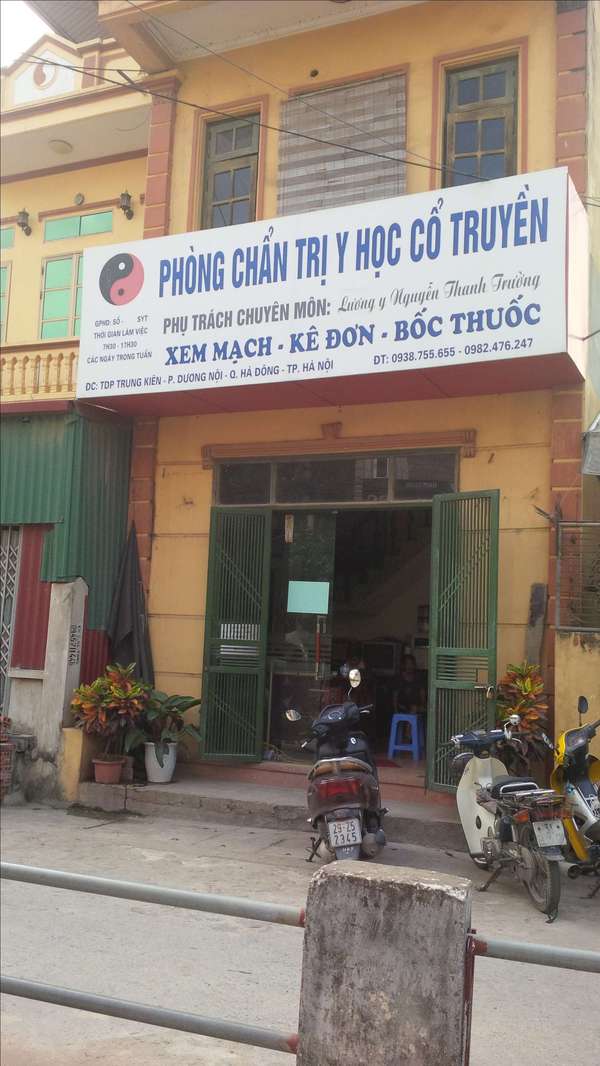 PHÒNG CHẨN TRỊ Y HỌC CỔ TRUYỀN
PHỤ TRÁCH CHUYÊN MÔN: Lương y Nguyễn Thanh Trường
XEM MẠCH - KÊ ĐƠN - BỐC THUỐC
GPHĐ: SỐ - SYT
THỜI GIAN LÀM VIỆC
7H30 - 17H30
CÁC NGÀY TRONG TUẦN
ĐC: TDP TRUNG KIÊN - P. DƯƠNG NỘI - Q. HÀ ĐÔNG - TP. HÀ NỘI
ĐT: 0938.755.655 - 0982.476.247
29-Z5
2345